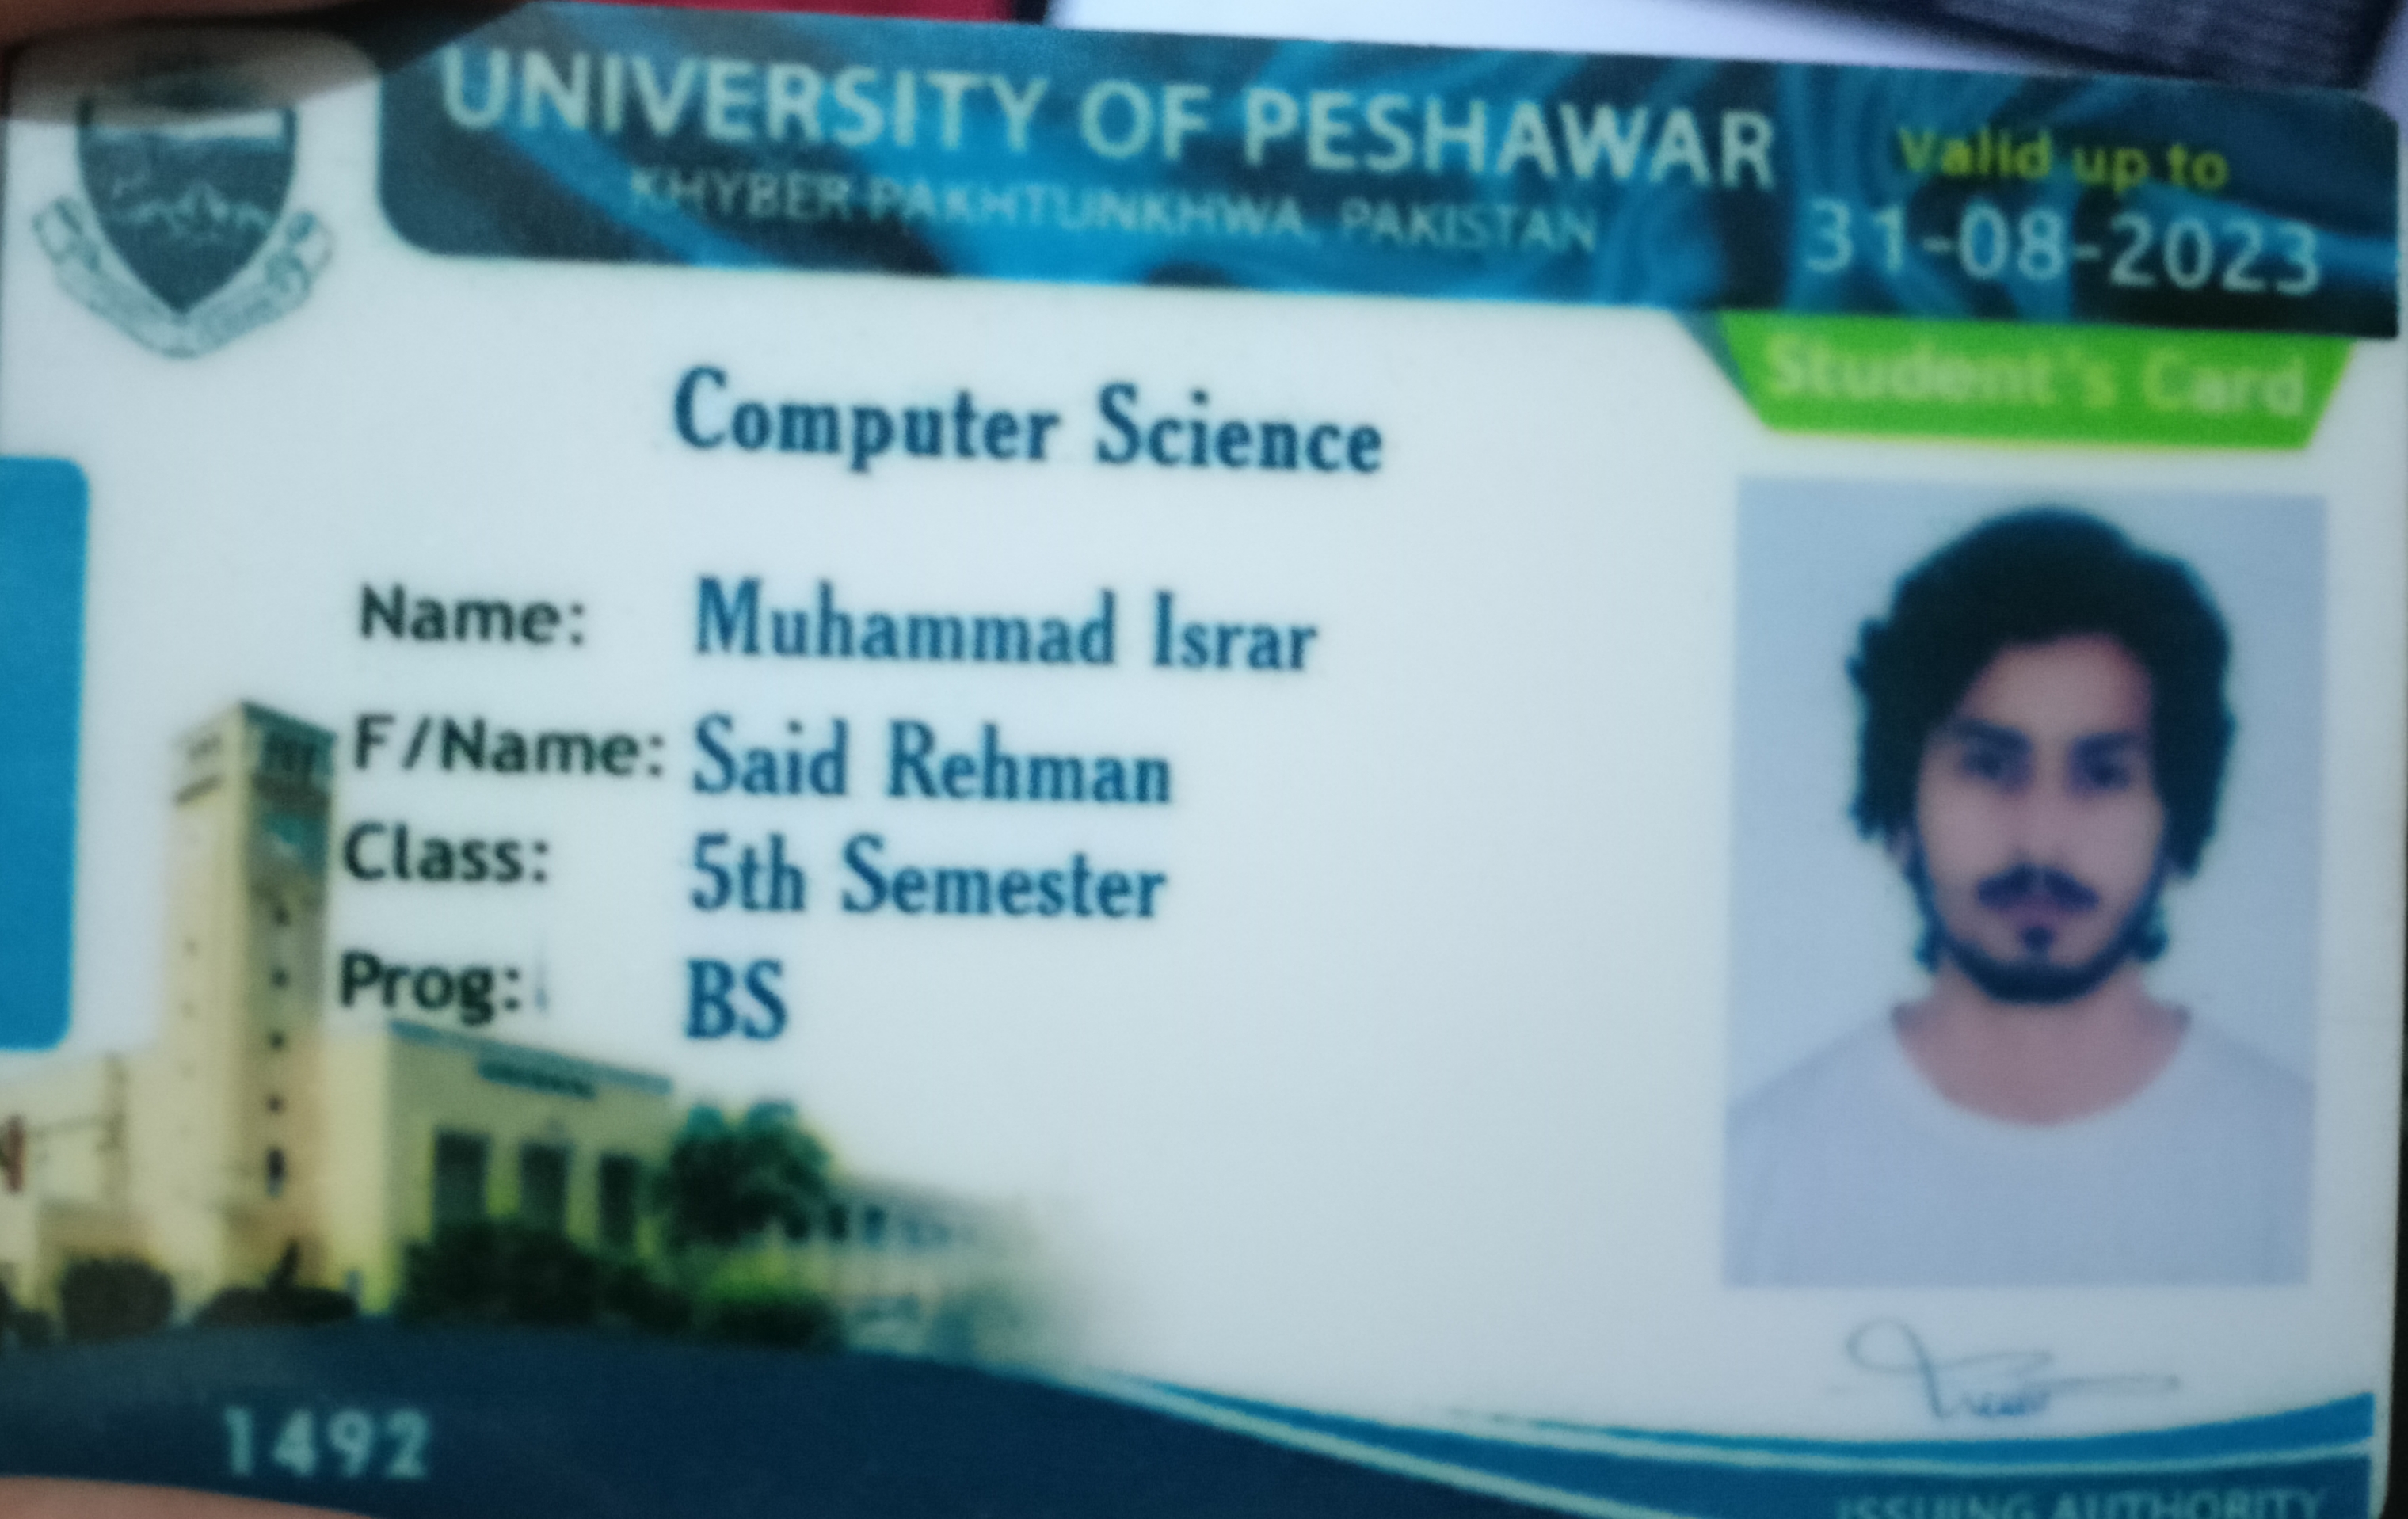 UNIVERSITY OF PESHAWAR
KHYBER PAKHTUNKHWA, PAKISTAN
Valid up to
31-08-2023
Student's Card
Computer Science
Name: Muhammad Israr
F/Name: Said Rehman
Class: 5th Semester
Prog: BS
1492
ISSUING AUTHORITY